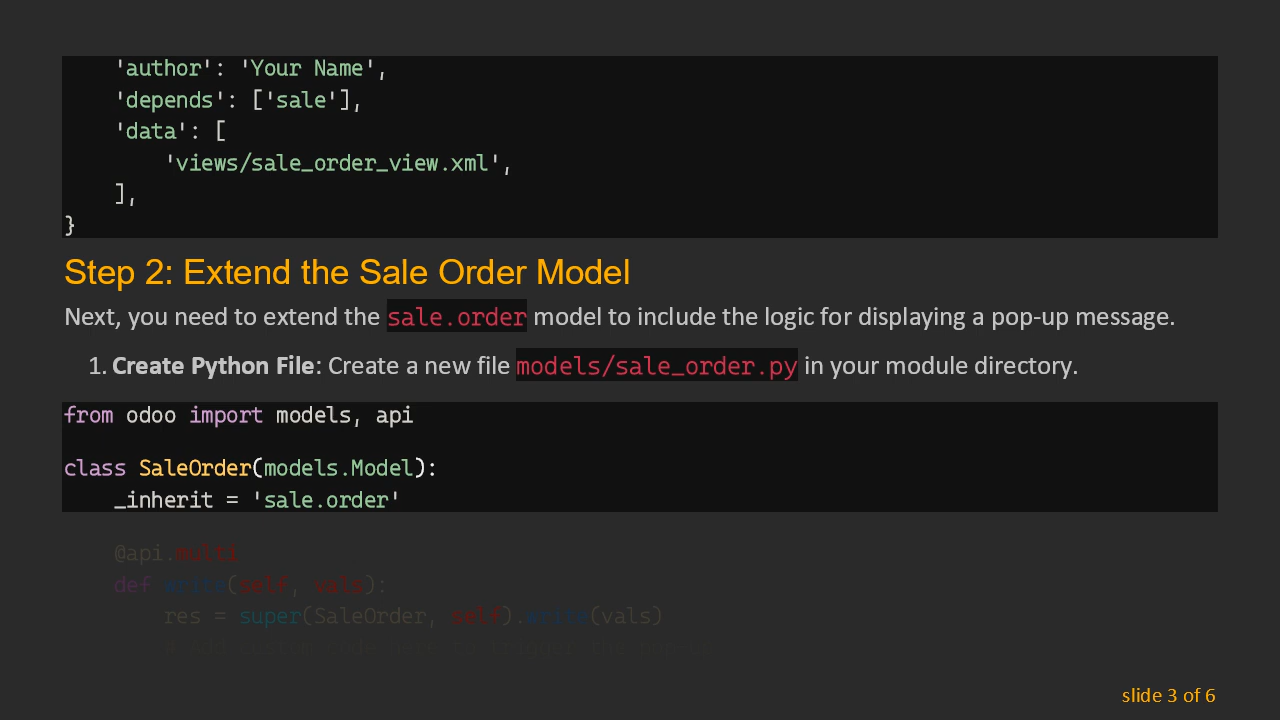 'author': 'Your Name',
'depends': ['sale'],
'data': [
'views/sale_order_view.xml',
],
}
Step 2: Extend the Sale Order Model
Next, you need to extend the sale.order model to include the logic for displaying a pop-up message.
1. Create Python File: Create a new file models/sale_order.py in your module directory.
from odoo import models, api
class SaleOrder(models.Model):
_inherit = 'sale.order'
@api.multi
def write(self, vals):
res = super(SaleOrder, self).write(vals)
slide 3 of 6